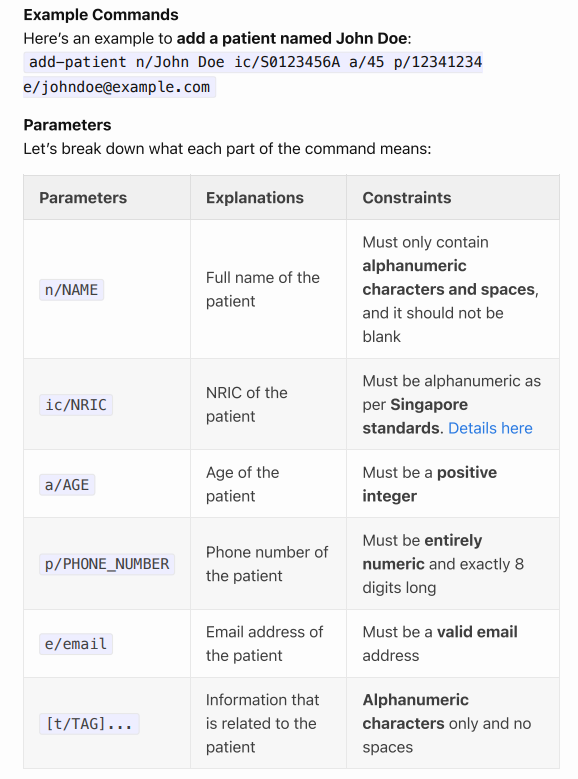 Example Commands
Here’s an example to add a patient named John Doe:
add-patient n/John Doe ic/S0123456A a/45 p/12341234
e/johndoe@example.com
Parameters
Let’s break down what each part of the command means:
Parameters Explanations Constraints
n/NAME
Full name of the
patient
Must only contain
alphanumeric
characters and spaces,
and it should not be
blank
ic/NRIC
NRIC of the
patient
Must be alphanumeric as
per Singapore
standards. Details here
a/AGE
Age of the
patient
Must be a positive
integer
p/PHONE_NUMBER
Phone number of
the patient
Must be entirely
numeric and exactly 8
digits long
e/email
Email address of
the patient
Must be a valid email
address
[t/TAG]...
Information that
is related to the
patient
Alphanumeric
characters only and no
spaces